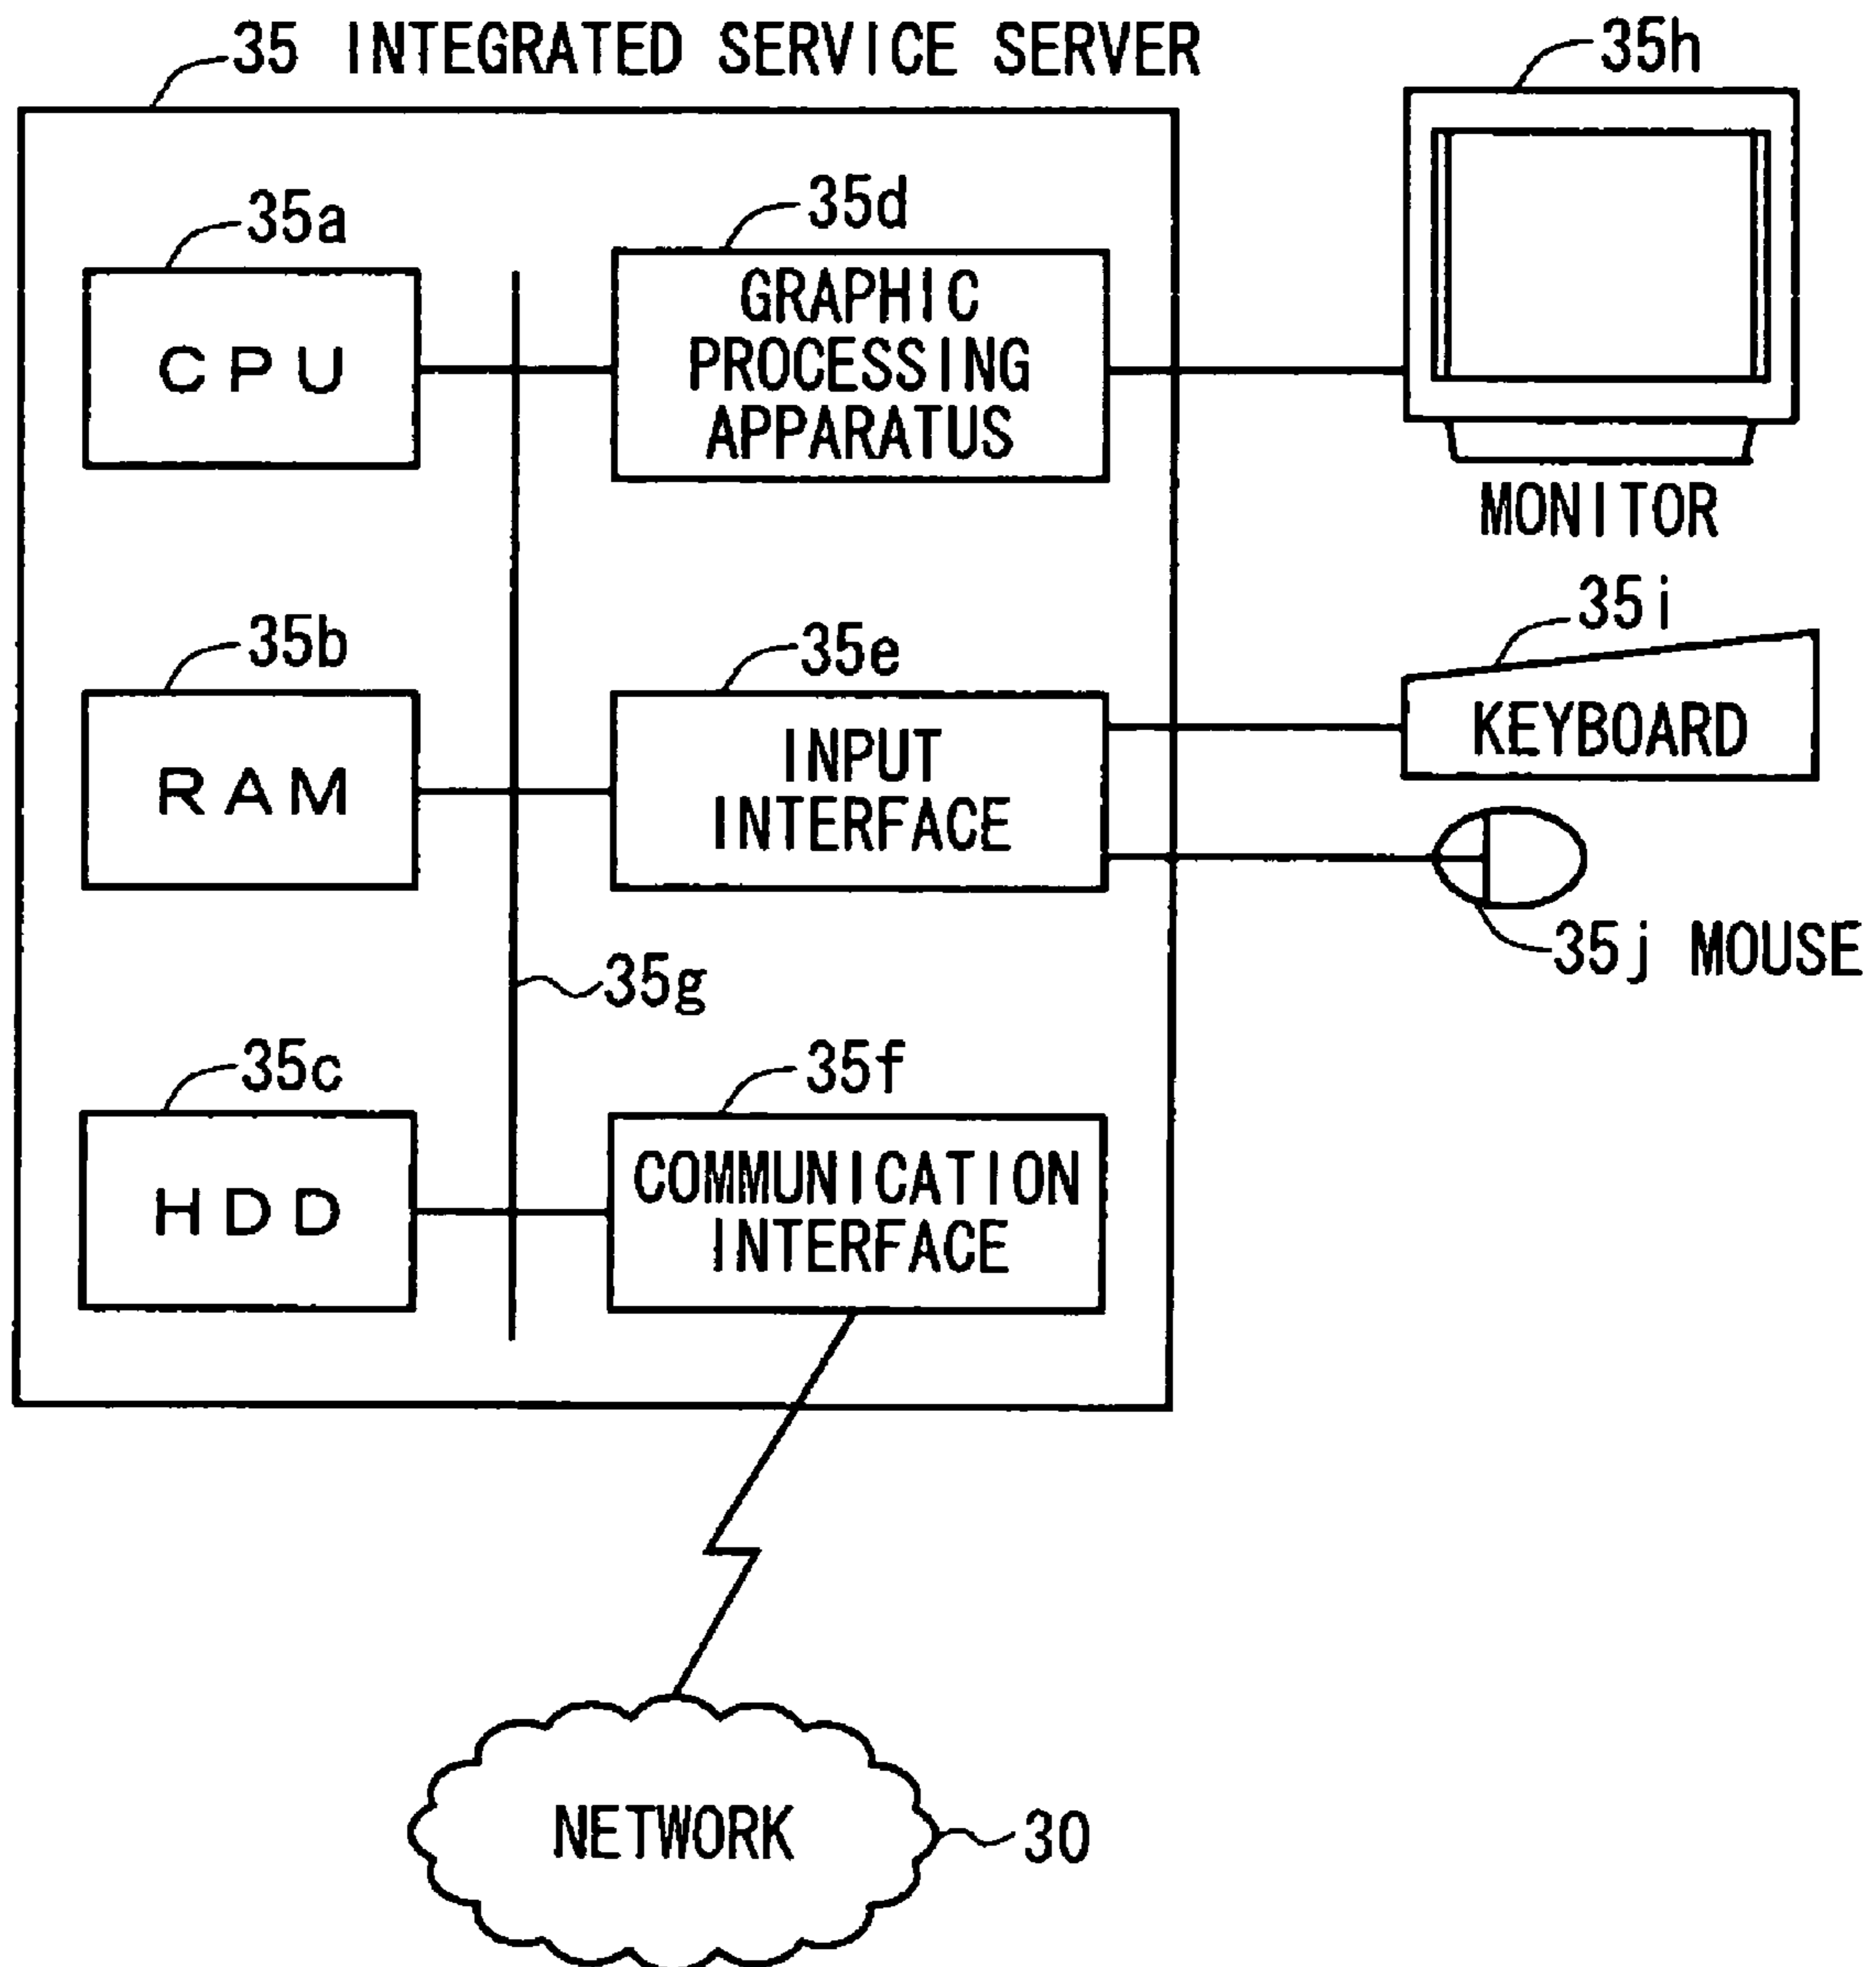 35 INTEGRATED SERVICE SERVER
35h
35a
35d
CPU
GRAPHIC
PROCESSING
APPARATUS
MONITOR
35i
KEYBOARD
35b
35e
RAM
INPUT
INTERFACE
35j MOUSE
35g
35c
35f
HDD
COMMUNICATION
INTERFACE
NETWORK
30